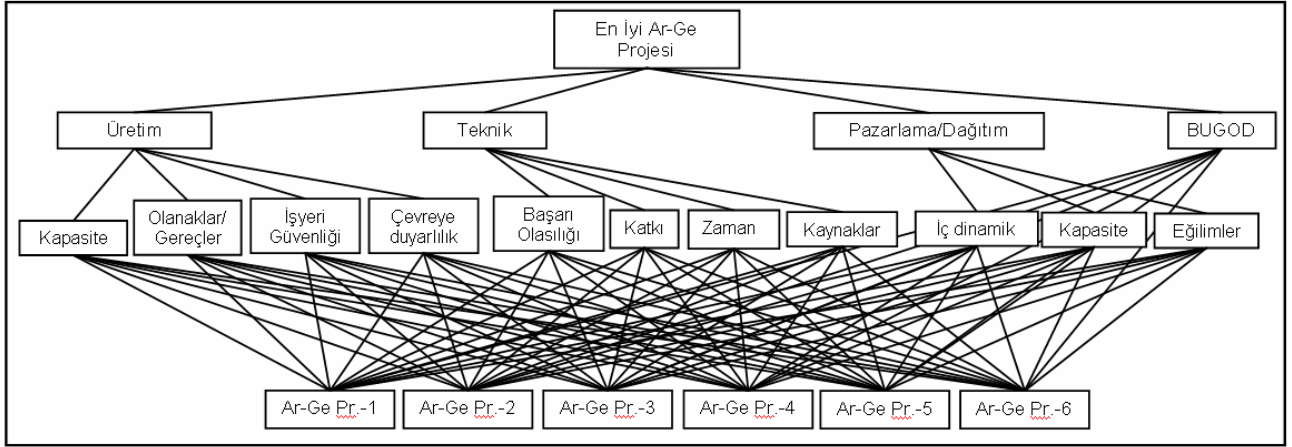 En İyi Ar-Ge
Projesi
Üretim
Teknik
Pazarlama/Dağıtım
BUGOD
Kapasite
Olanaklar/
Gereçler
İşyeri
Güvenliği
Çevreye
duyarlılık
Başarı
Olasılığı
Katkı
Zaman
Kaynaklar
İç dinamik
Kapasite
Eğilimler
Ar-Ge Pr.-1
Ar-Ge Pr.-2
Ar-Ge Pr.-3
Ar-Ge Pr.-4
Ar-Ge Pr.-5
Ar-Ge Pr.-6